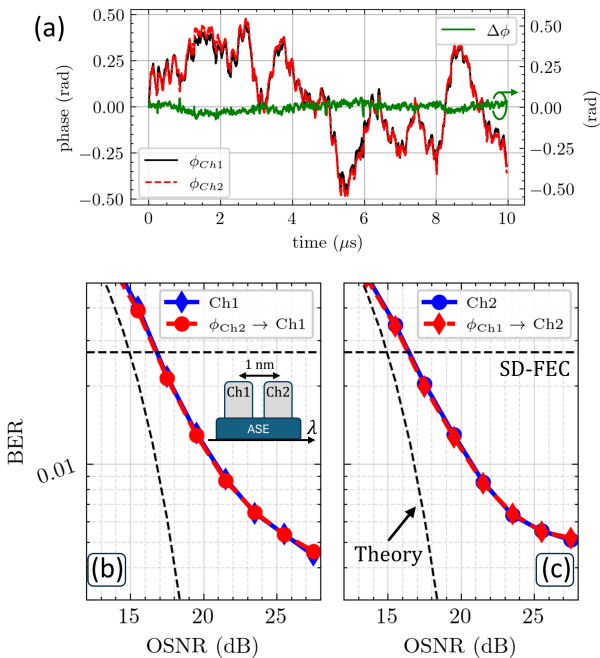 (a)
phase (rad)
0.50
0.25
0.00
−0.25
−0.50
0.50
0.25
0.00
−0.25
−0.50
(rad)
Δϕ
ϕCh1
ϕCh2
0 2 4 6 8 10
time (μs)
BER
0.01
Ch1
ϕCh2 → Ch1
1 nm
Ch1 Ch2
ASE
λ
(b)
15 20 25
OSNR (dB)
Ch2
ϕCh1 → Ch2
SD-FEC
Theory
(c)
15 20 25
OSNR (dB)